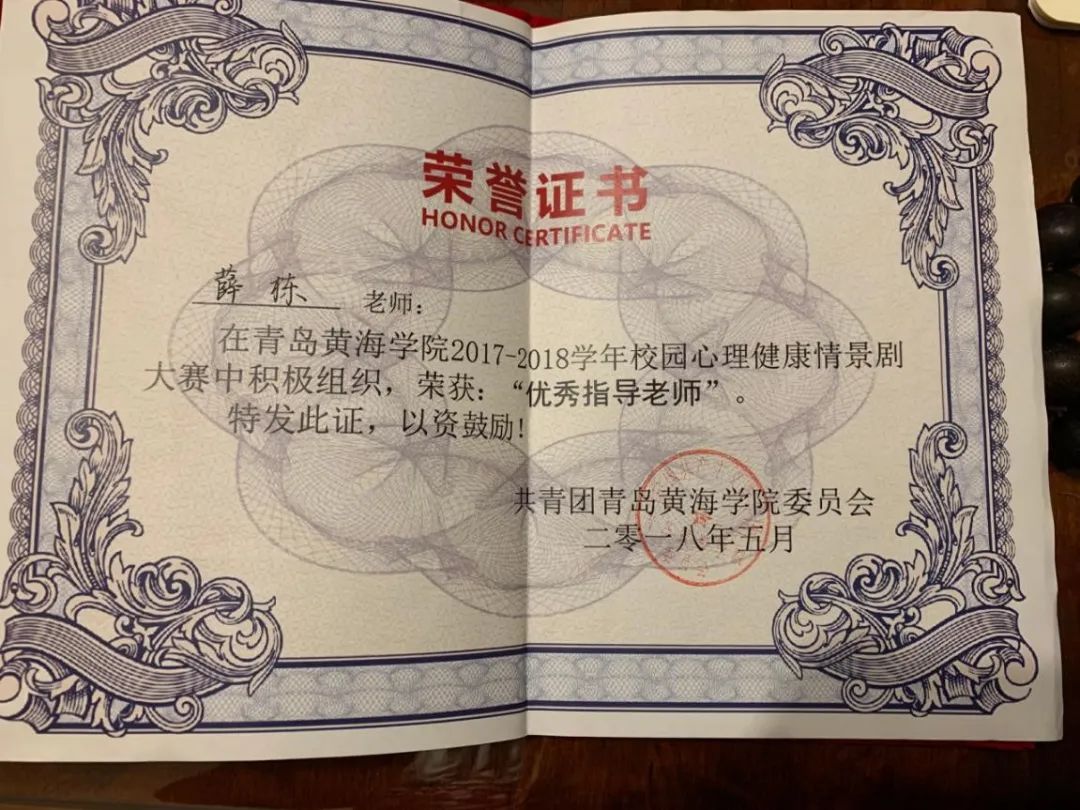 荣誉证书
HONOR CERTIFICATE
薛栋 老师：
在青岛黄海学院2017-2018学年校园心理健康情景剧
大赛中积极组织，荣获：“优秀指导老师”。
特发此证，以资鼓励！
共青团青岛黄海学院委员会
二零一八年五月